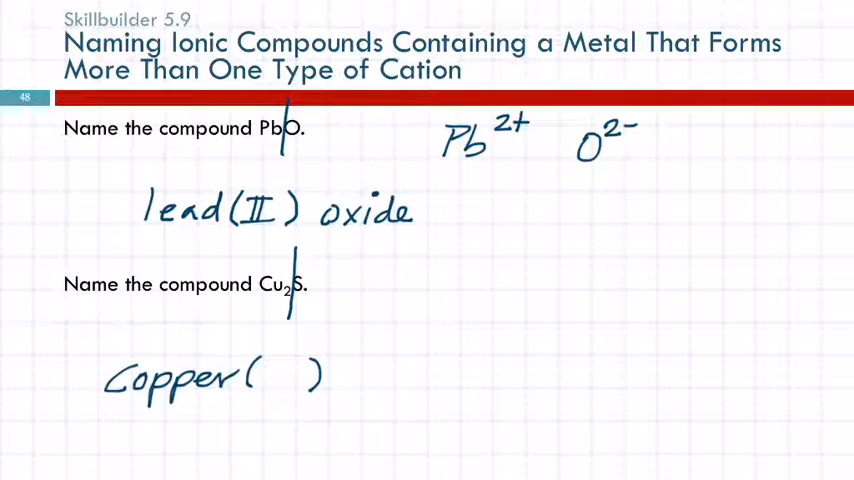 Skillbuilder 5.9
Naming Ionic Compounds Containing a Metal That Forms
More Than One Type of Cation
48
Name the compound PbO. Pb²⁺ O²⁻
lead(II) oxide
Name the compound Cu₂S.
Copper( )